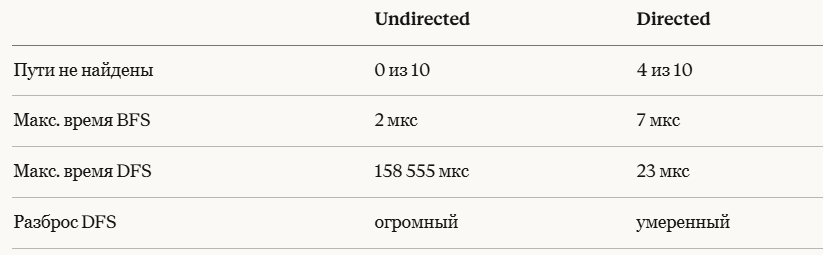 Undirected Directed
Пути не найдены 0 из 10 4 из 10
Макс. время BFS 2 мкс 7 мкс
Макс. время DFS 158 555 мкс 23 мкс
Разброс DFS огромный умеренный